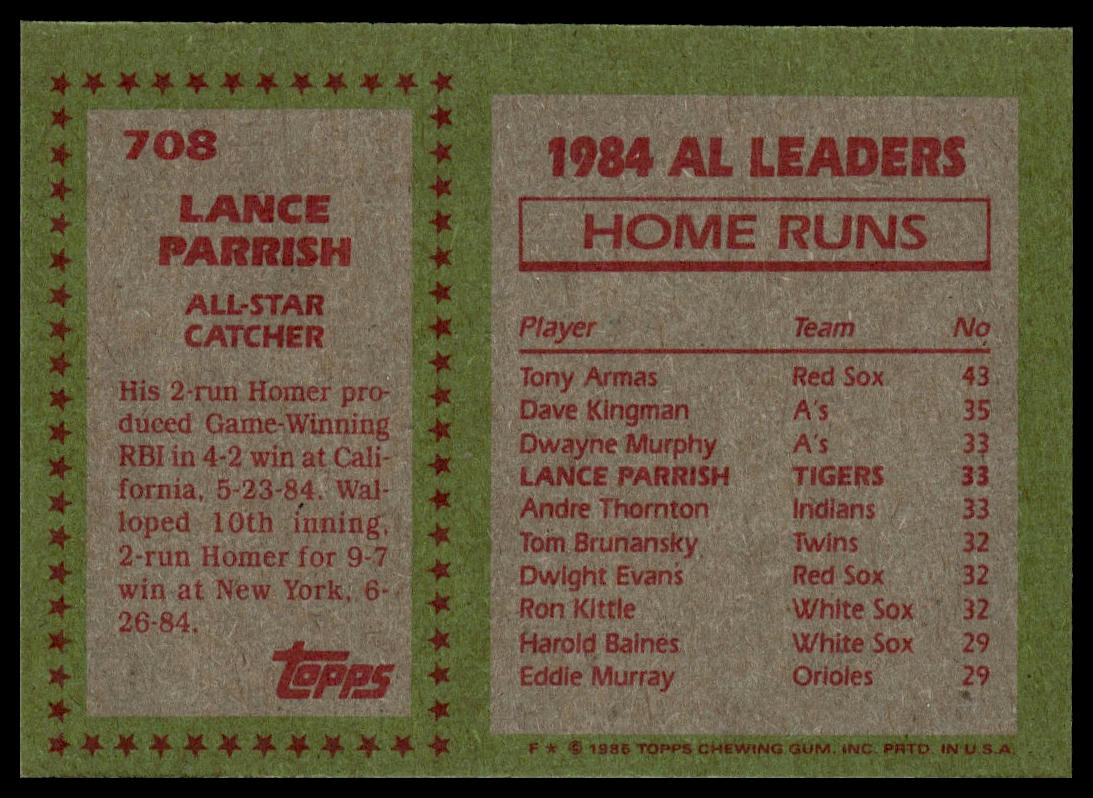 708
LANCE
PARRISH
ALL-STAR
CATCHER
His 2-run Homer pro-
duced Game-Winning
RBI in 4-2 win at Cali-
fornia, 5-23-84. Wal-
loped 10th inning,
2-run Homer for 9-7
win at New York, 6-
26-84.
Topps
1984 AL LEADERS
HOME RUNS
Player Team No
Tony Armas Red Sox 43
Dave Kingman A's 35
Dwayne Murphy A's 33
LANCE PARRISH TIGERS 33
Andre Thornton Indians 33
Tom Brunansky Twins 32
Dwight Evans Red Sox 32
Ron Kittle White Sox 32
Harold Baines White Sox 29
Eddie Murray Orioles 29
F ★ © 1985 TOPPS CHEWING GUM, INC. PRTD. IN U.S.A.